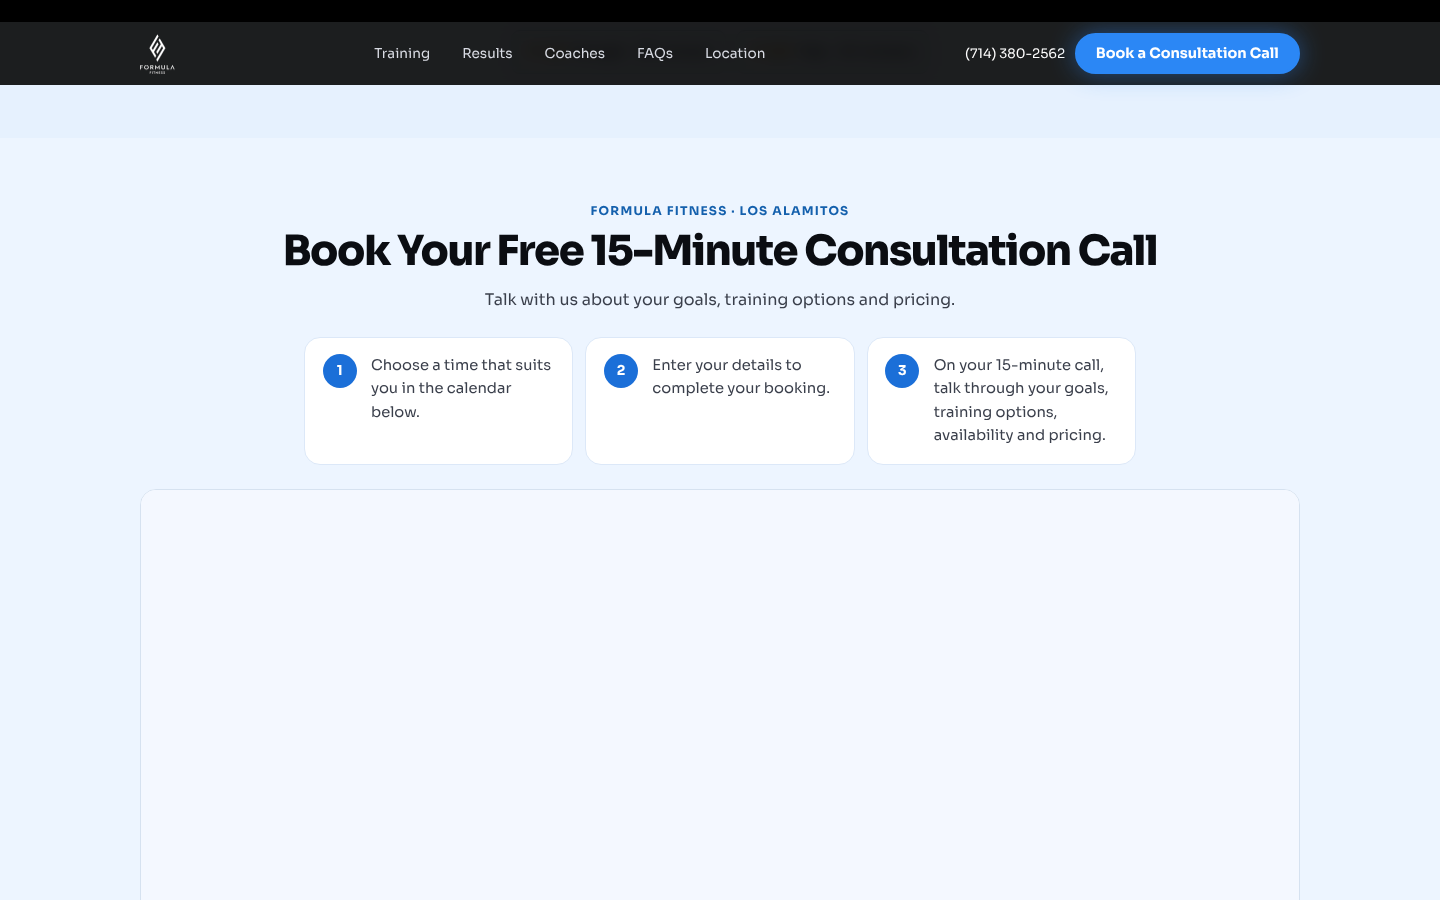 FORMULA
FITNESS
Training
Results
Coaches
FAQs
Location
(714) 380-2562
Book a Consultation Call
FORMULA FITNESS · LOS ALAMITOS
Book Your Free 15-Minute Consultation Call
Talk with us about your goals, training options and pricing.
1
Choose a time that suits
you in the calendar
below.
2
Enter your details to
complete your booking.
3
On your 15-minute call,
talk through your goals,
training options,
availability and pricing.